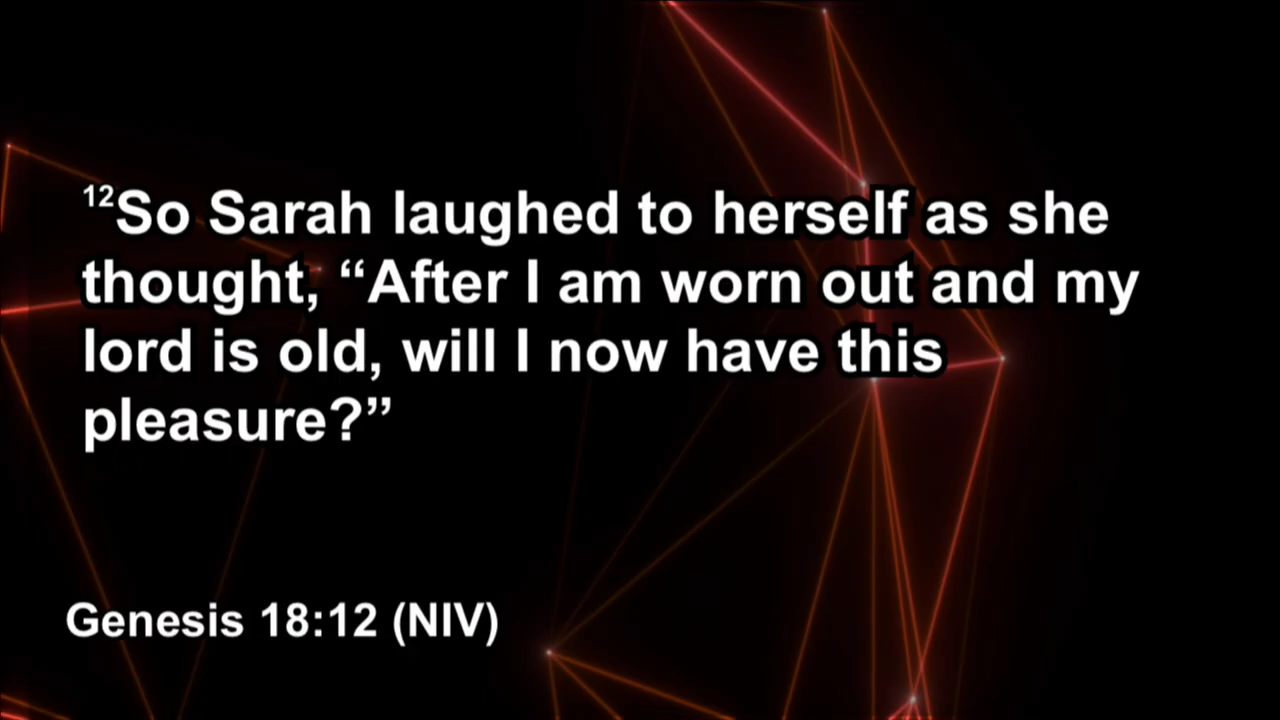 ¹²So Sarah laughed to herself as she
thought, “After I am worn out and my
lord is old, will I now have this
pleasure?”
Genesis 18:12 (NIV)